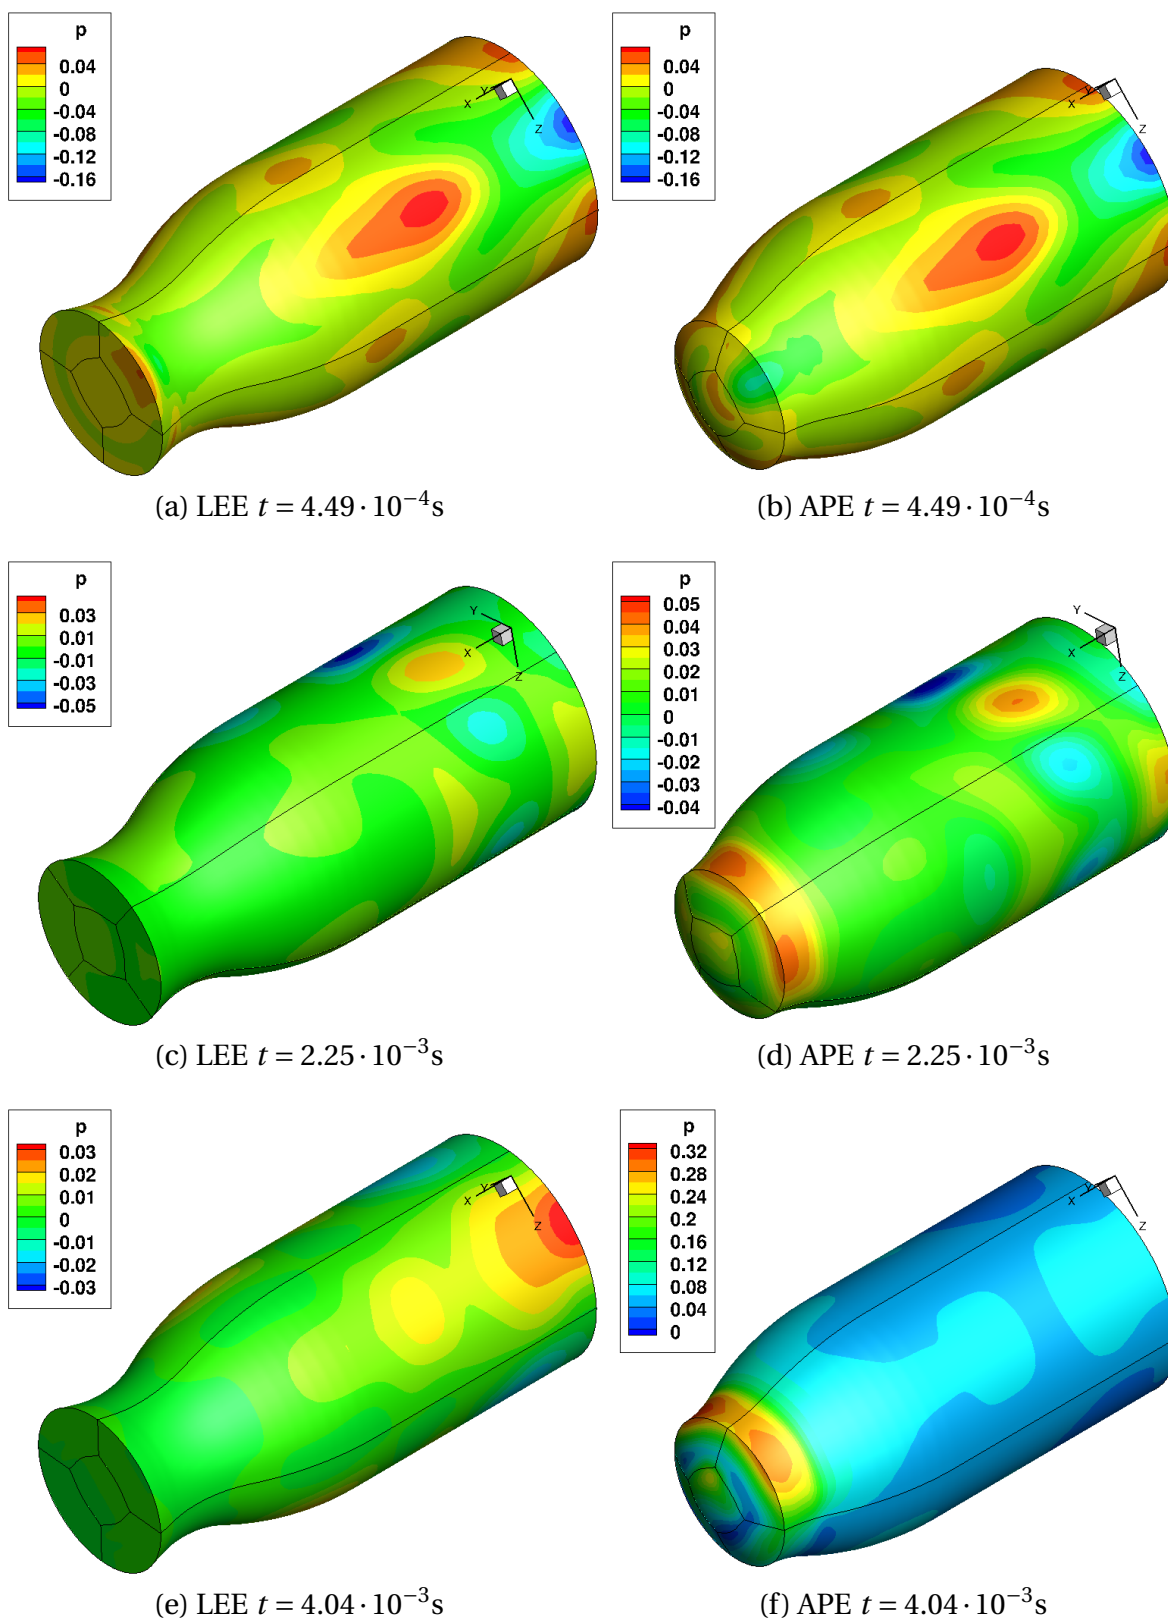 p
0.04
0
-0.04
-0.08
-0.12
-0.16
Y
X
Z
(a) LEE t = 4.49 · 10⁻⁴s
p
0.04
0
-0.04
-0.08
-0.12
-0.16
Y
X
Z
(b) APE t = 4.49 · 10⁻⁴s
p
0.03
0.01
-0.01
-0.03
-0.05
Y
X
Z
(c) LEE t = 2.25 · 10⁻³s
p
0.05
0.04
0.03
0.02
0.01
0
-0.01
-0.02
-0.03
-0.04
Y
X
Z
(d) APE t = 2.25 · 10⁻³s
p
0.03
0.02
0.01
0
-0.01
-0.02
-0.03
Y
X
Z
(e) LEE t = 4.04 · 10⁻³s
p
0.32
0.28
0.24
0.2
0.16
0.12
0.08
0.04
0
Y
X
Z
(f) APE t = 4.04 · 10⁻³s